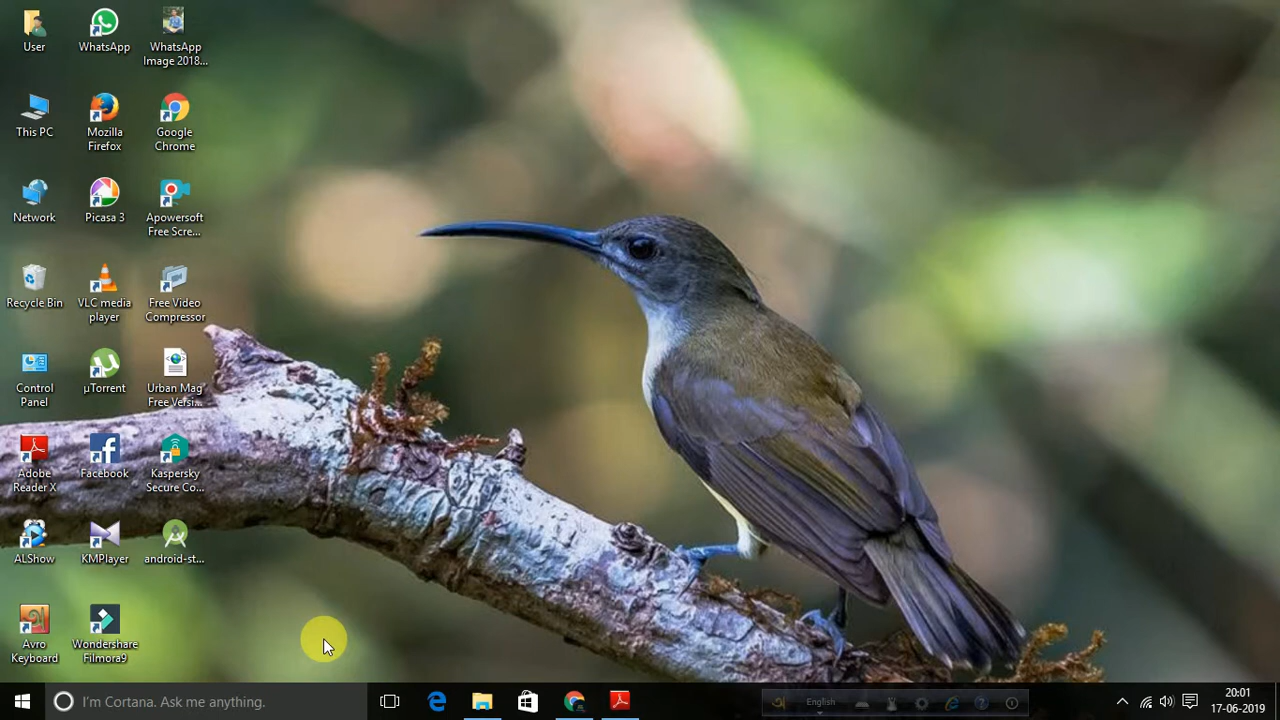 User
WhatsApp
WhatsApp
Image 2018...
This PC
Mozilla
Firefox
Google
Chrome
Network
Picasa 3
Apowersoft
Free Scre...
Recycle Bin
VLC media
player
Free Video
Compressor
Control
Panel
µTorrent
Urban Mag
Free Versi...
Adobe
Reader X
Facebook
Kaspersky
Secure Co...
ALShow
KMPlayer
android-st...
Avro
Keyboard
Wondershare
Filmora9
I'm Cortana. Ask me anything.
English
20:01
17-06-2019